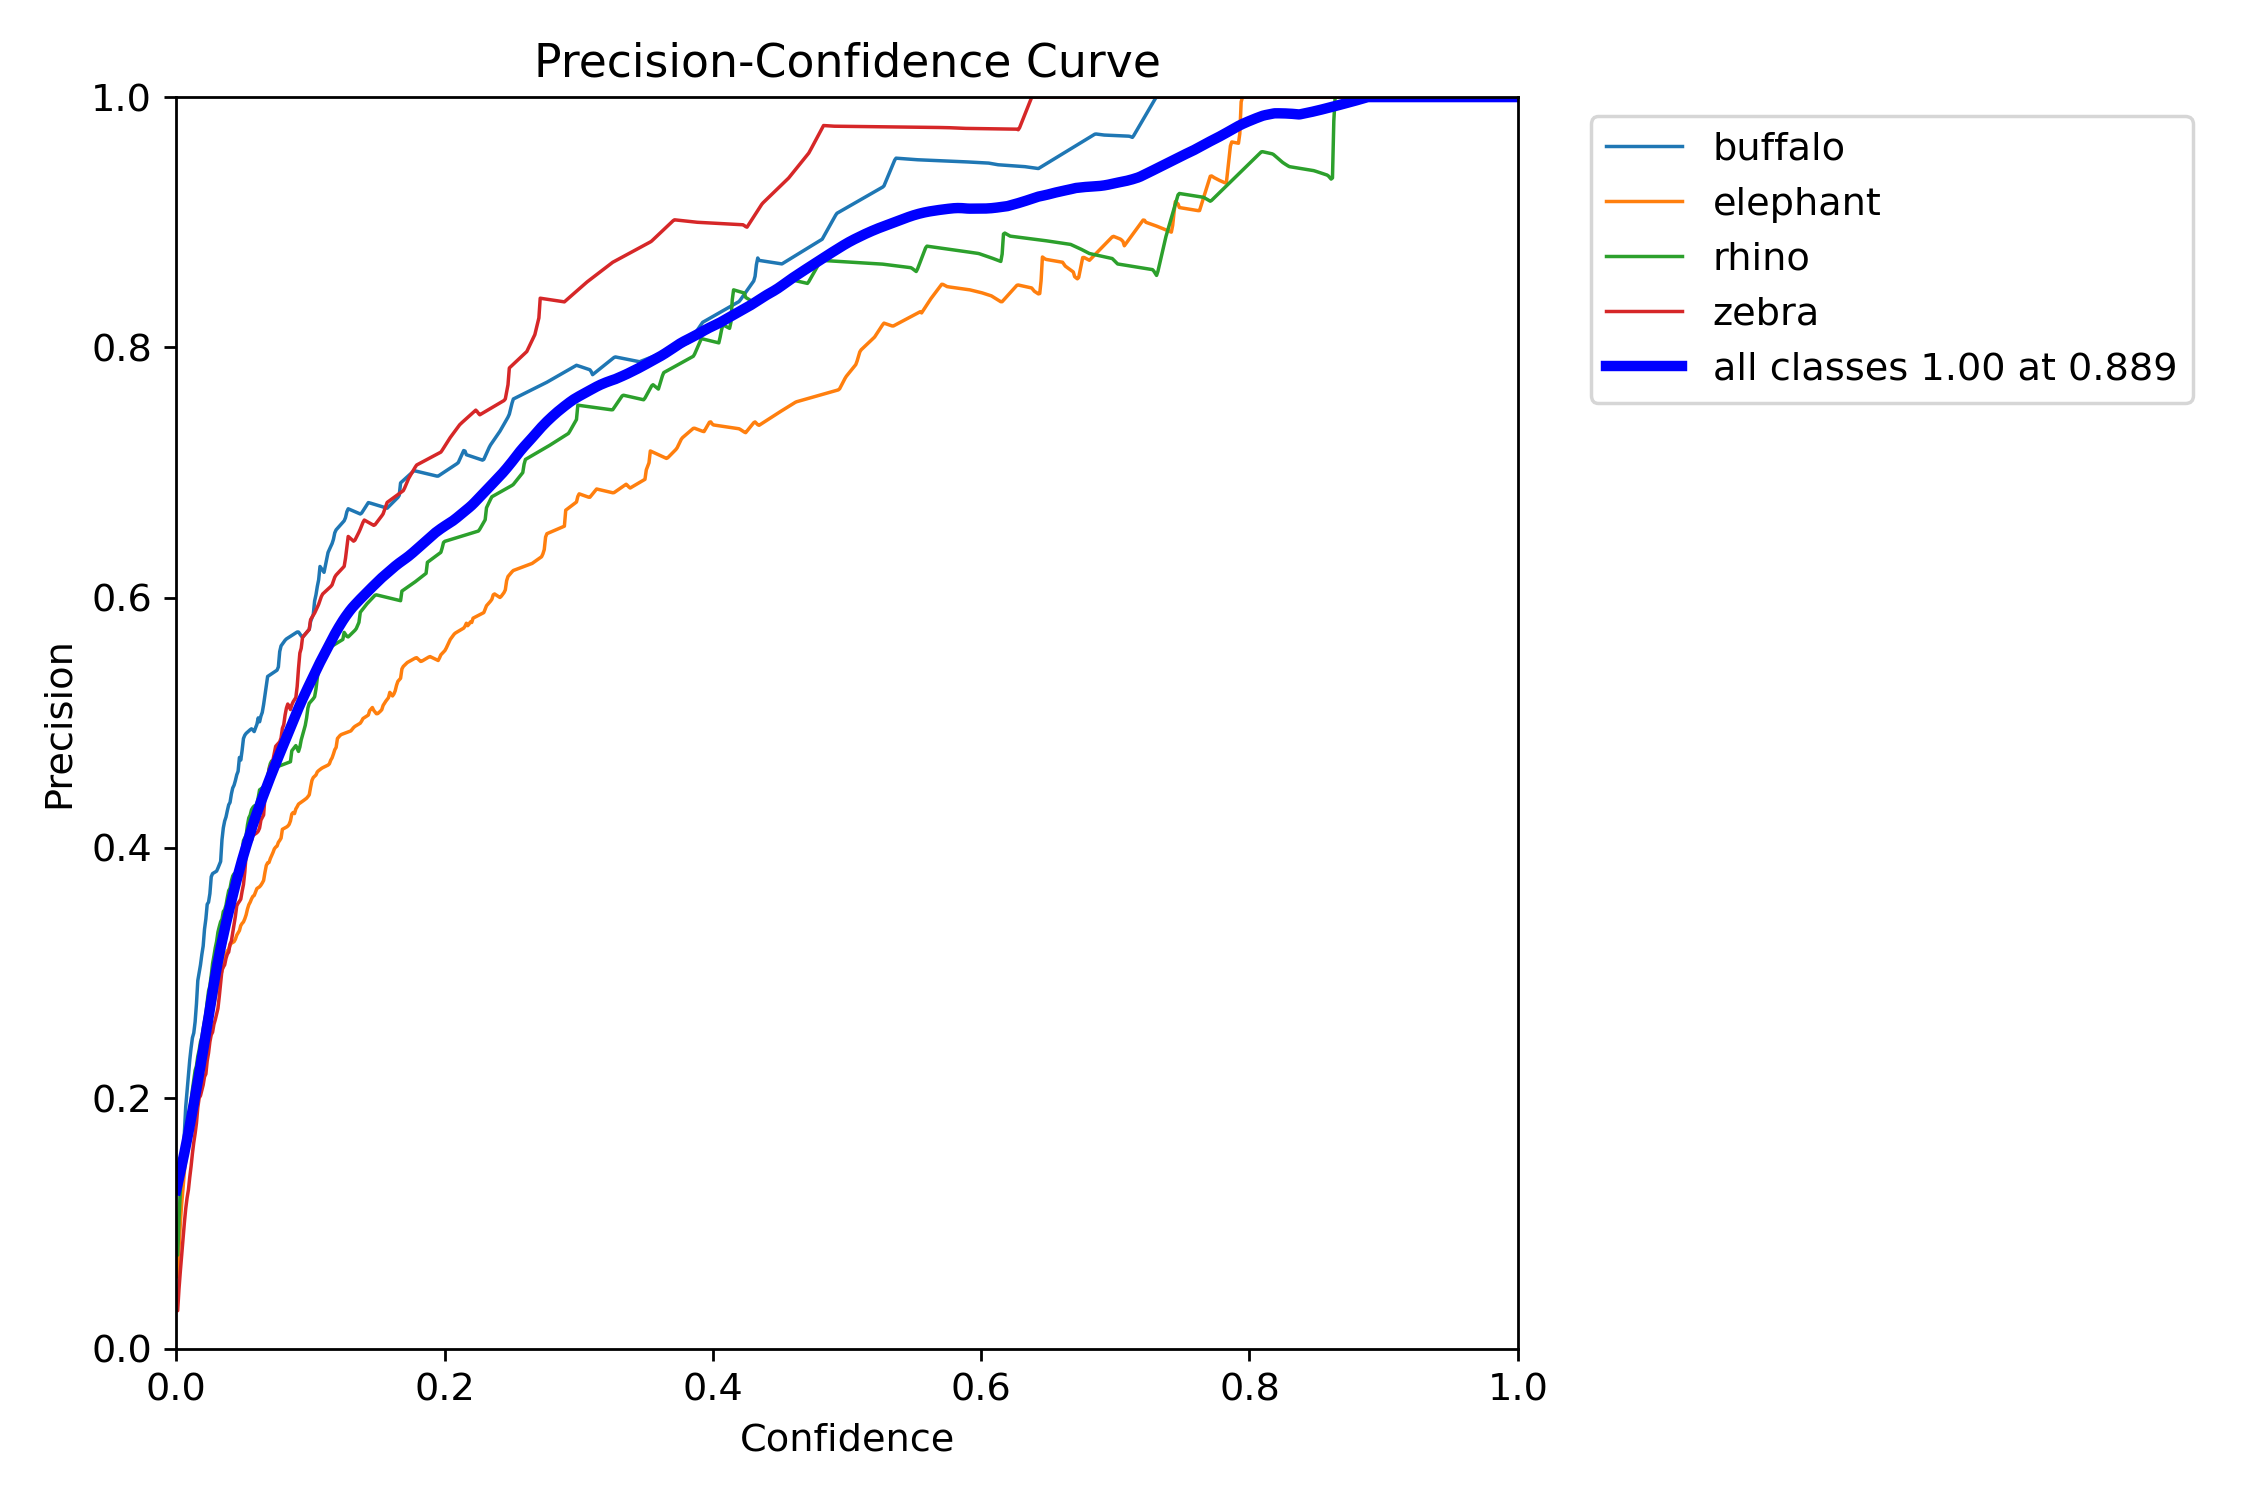 Precision-Confidence Curve
1.0
0.8
0.6
0.4
0.2
0.0
Precision
0.0 0.2 0.4 0.6 0.8 1.0
Confidence
buffalo
elephant
rhino
zebra
all classes 1.00 at 0.889